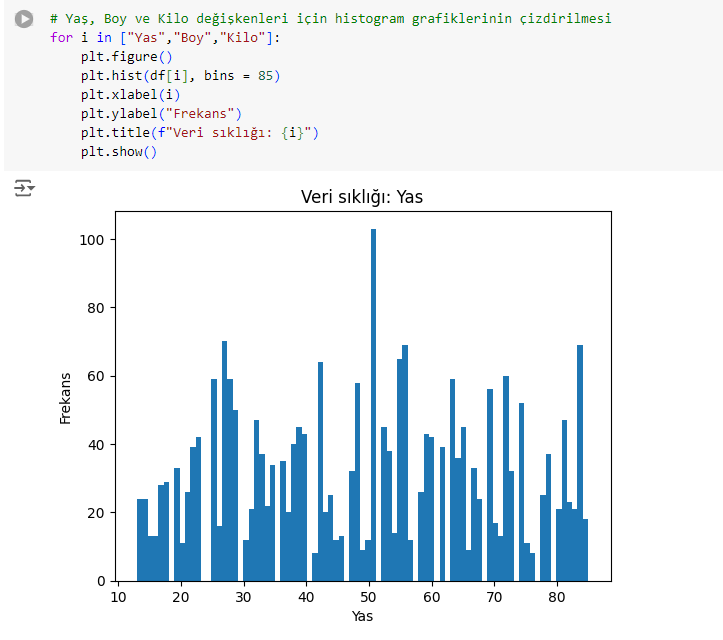 # Yaş, Boy ve Kilo değişkenleri için histogram grafiklerinin çizdirilmesi
for i in ["Yas","Boy","Kilo"]:
    plt.figure()
    plt.hist(df[i], bins = 85)
    plt.xlabel(i)
    plt.ylabel("Frekans")
    plt.title(f"Veri sıklığı: {i}")
    plt.show()
Veri sıklığı: Yas
100
80
60
40
20
0
Frekans
10 20 30 40 50 60 70 80
Yas